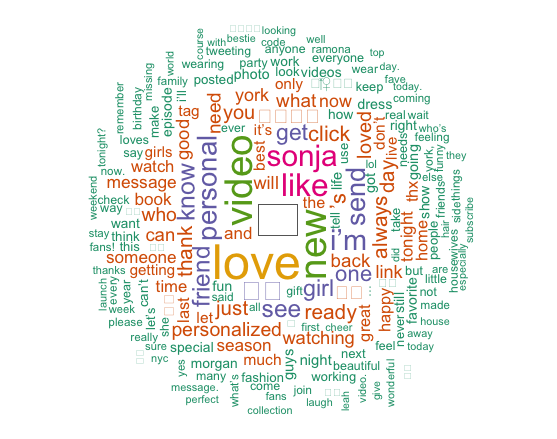 looking
with bestie code well
course tweeting anyone ramona top
wearing party work everyone
world family posted photo look videos wear day.
missing i'll only keep fave today.
birthday episode tag york what now dress coming
remember make good need you how real wait
loves ever it's get click loved don't right who's
tonight? say girls best sonja use live feeling
now. watch video will like lol york, funny they
check message know personal life got day going needs else
weekend way book the 's thx show friends side things
want who and tell i'm send always tonight people hair subscribe
stay think can new take home
fans! this someone back did housewives especially
thanks getting thank friend love one link but are little
launch every can't time fun girl happy favorite not
week year let's last said gift still made
please she let just all see ready great never house
really personalized first cheer watching feel away
sure special season guys next today
nyc morgan much night beautiful
yes many fashion working
message. what's come join video. give wonderful
perfect fans laugh leah
collection